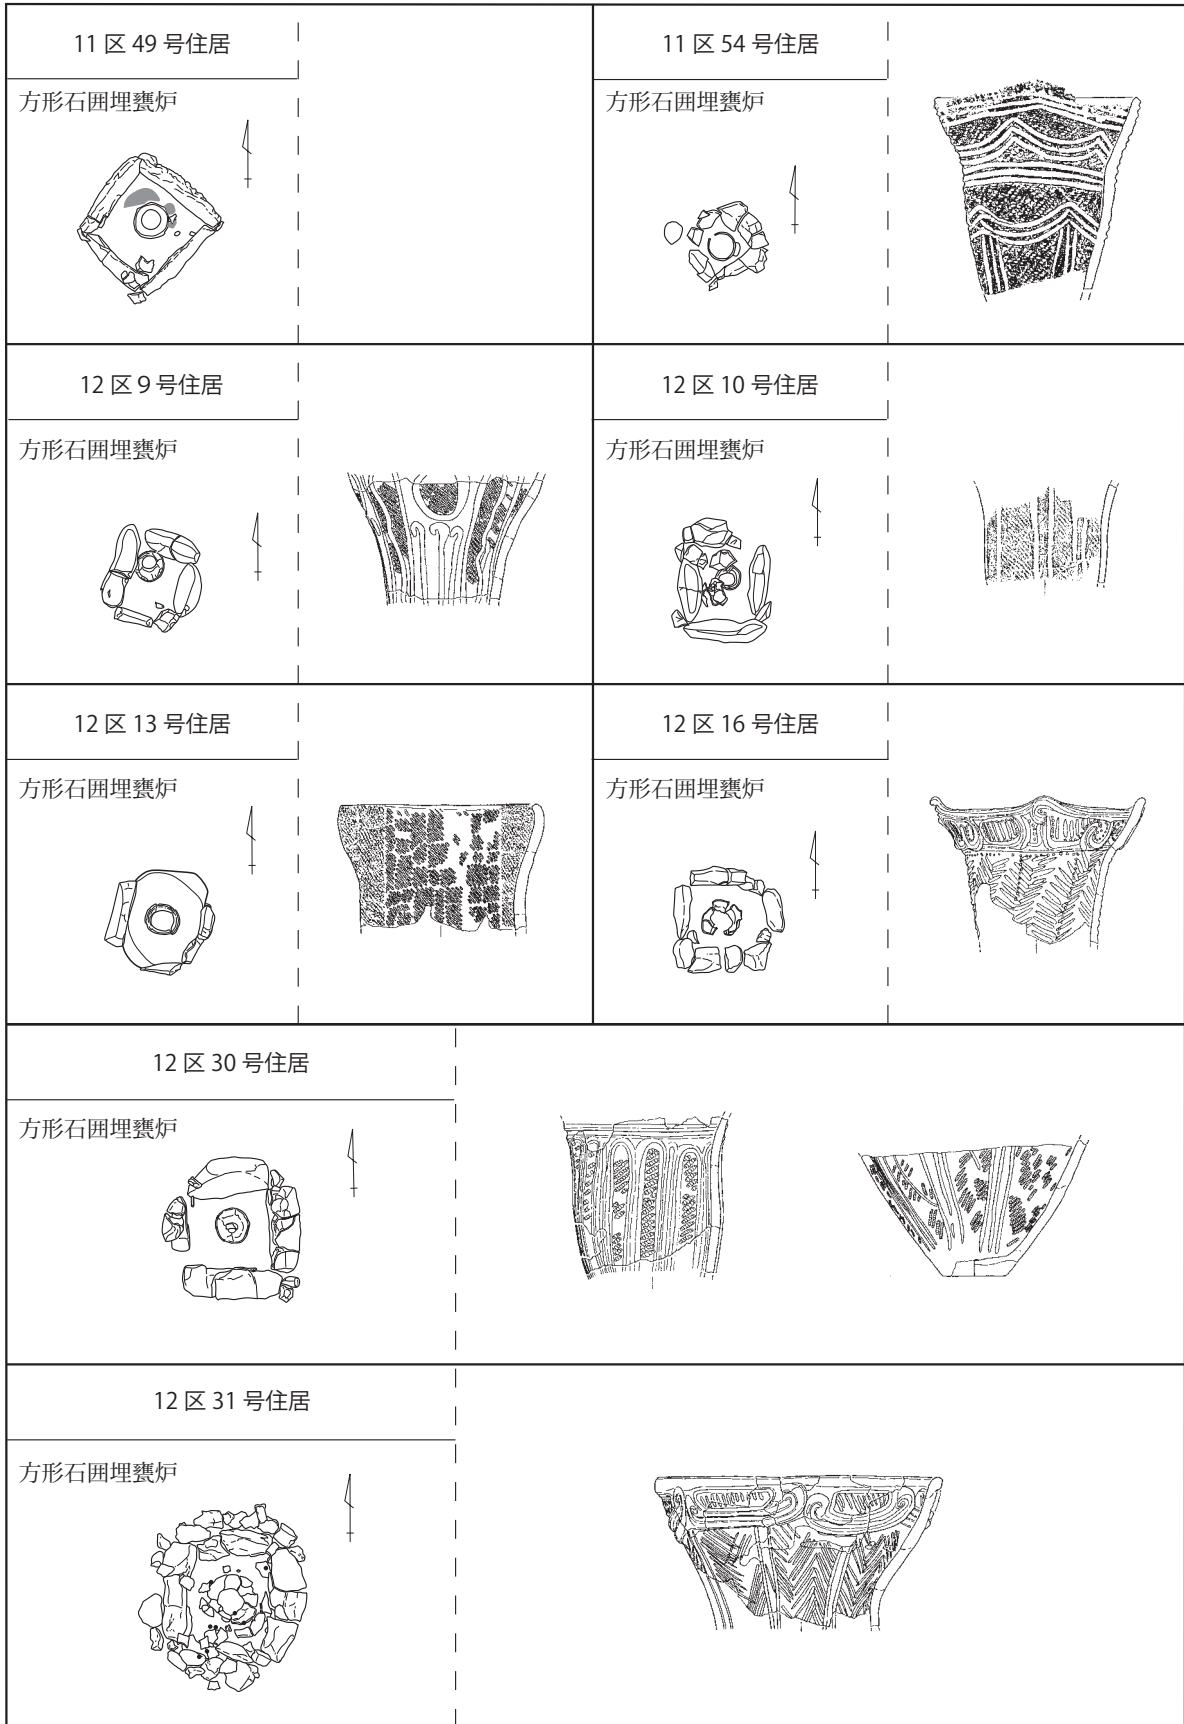 11 区 49 号住居
方形石囲埋甕炉
11 区 54 号住居
方形石囲埋甕炉
12 区 9 号住居
方形石囲埋甕炉
12 区 10 号住居
方形石囲埋甕炉
12 区 13 号住居
方形石囲埋甕炉
12 区 16 号住居
方形石囲埋甕炉
12 区 30 号住居
方形石囲埋甕炉
12 区 31 号住居
方形石囲埋甕炉